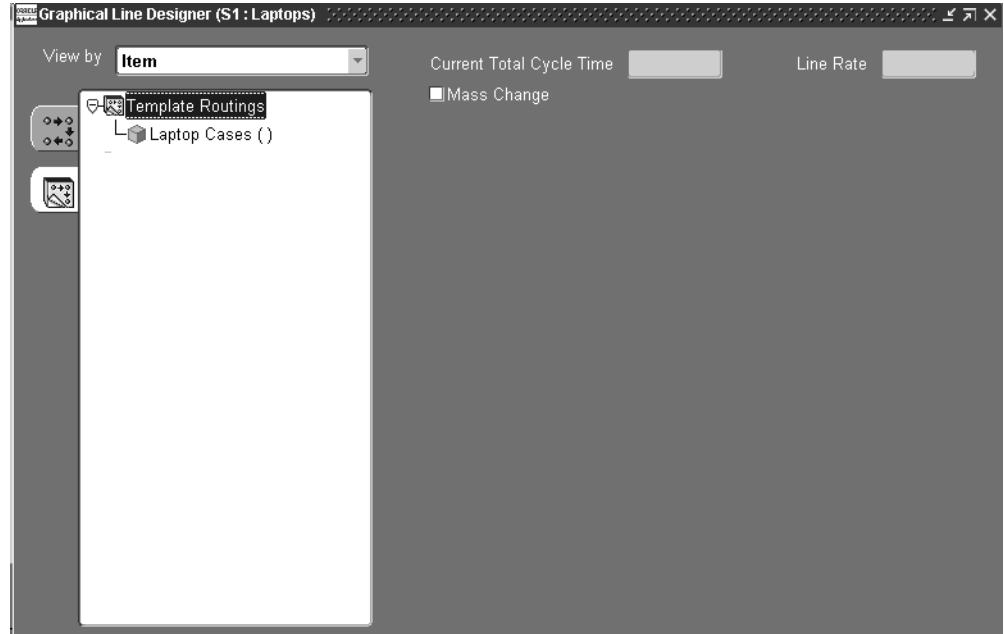 Graphical Line Designer (S1 : Laptops)
View by Item
Current Total Cycle Time
Line Rate
Mass Change
Template Routings
Laptop Cases ( )